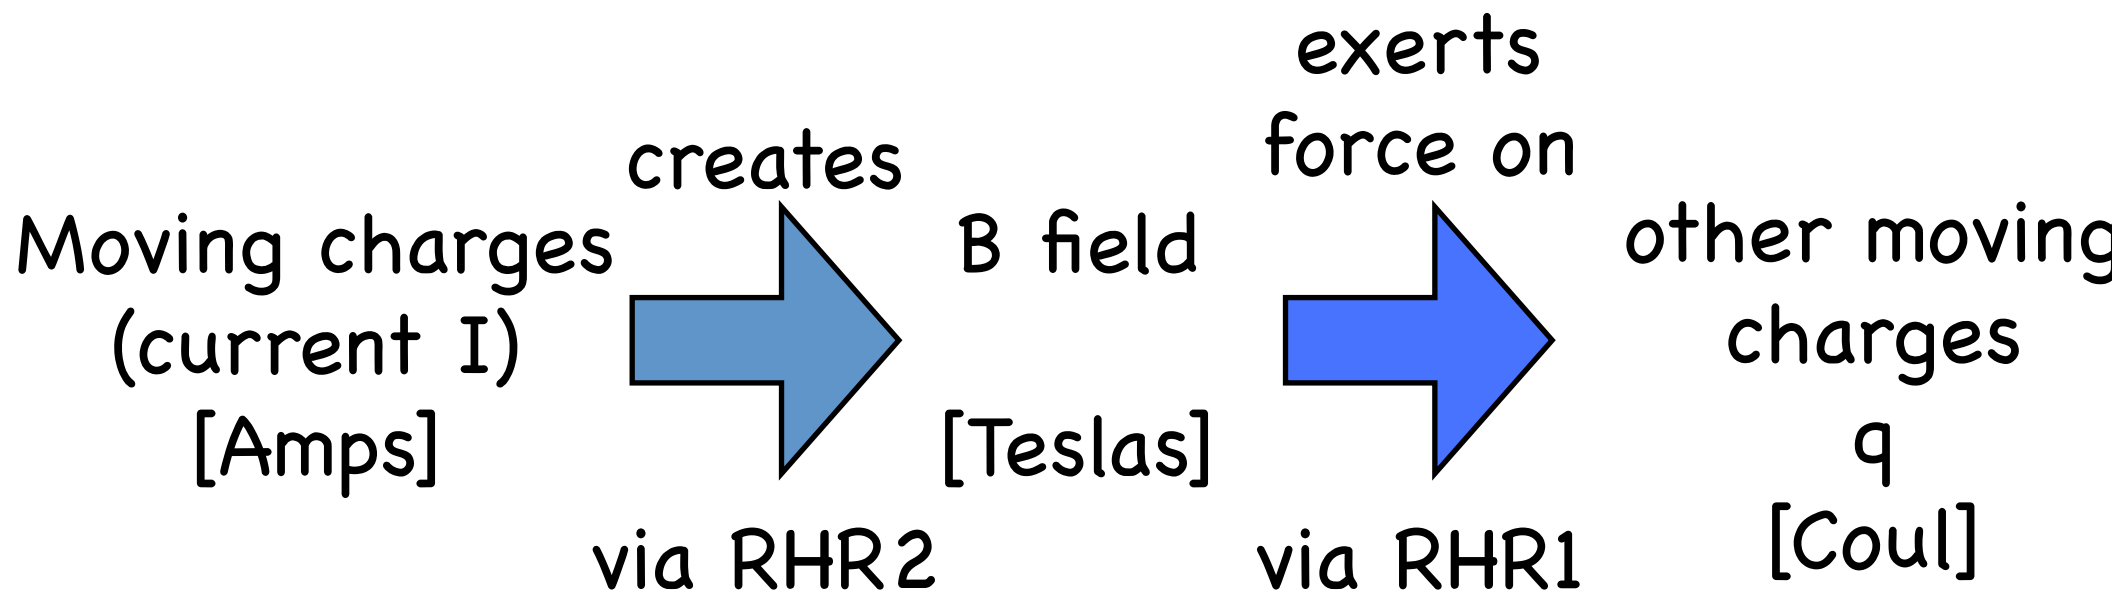 Moving charges
(current I)
[Amps]
creates
via RHR2
B field
[Teslas]
exerts
force on
via RHR1
other moving
charges
q
[Coul]